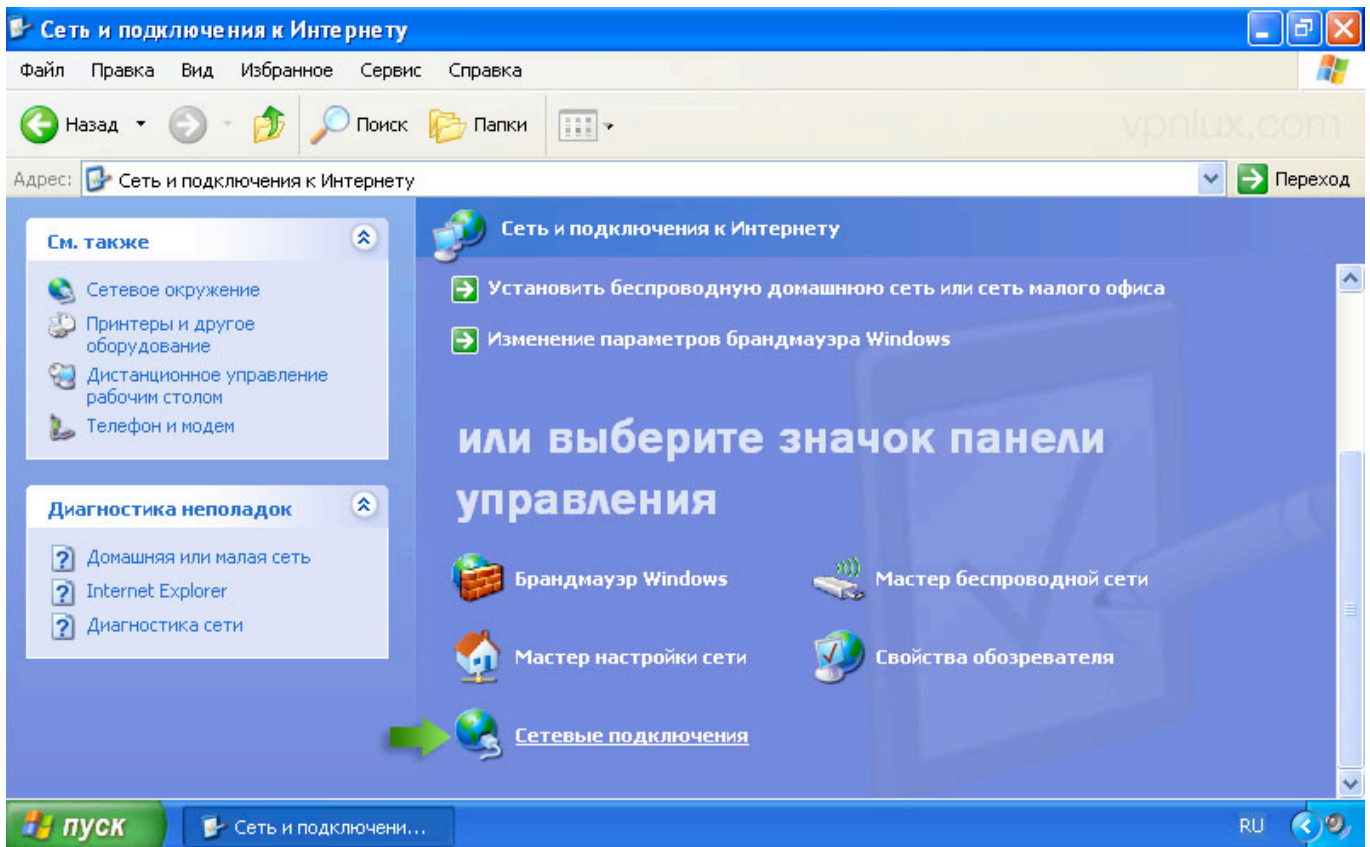 Сеть и подключения к Интернету
Файл Правка Вид Избранное Сервис Справка
Назад Поиск Папки
vpnlux.com
Адрес: Сеть и подключения к Интернету Переход
См. также
Сетевое окружение
Принтеры и другое
оборудование
Дистанционное управление
рабочим столом
Телефон и модем
Диагностика неполадок
Домашняя или малая сеть
Internet Explorer
Диагностика сети
Сеть и подключения к Интернету
Установить беспроводную домашнюю сеть или сеть малого офиса
Изменение параметров брандмауэра Windows
или выберите значок панели
управления
Брандмауэр Windows Мастер беспроводной сети
Мастер настройки сети Свойства обозревателя
Сетевые подключения
пуск Сеть и подключени... RU